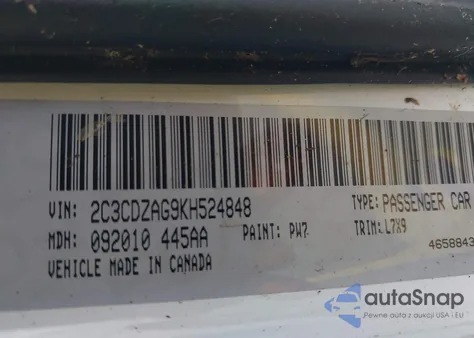 VIN: 2C3CDZAG9KH524848 TYPE: PASSENGER CAR
MDH: 092010 445AA PAINT: PW7 TRIM: L7X9
VEHICLE MADE IN CANADA 4658843
autoSnap
Pewne auta z aukcji USA i EU